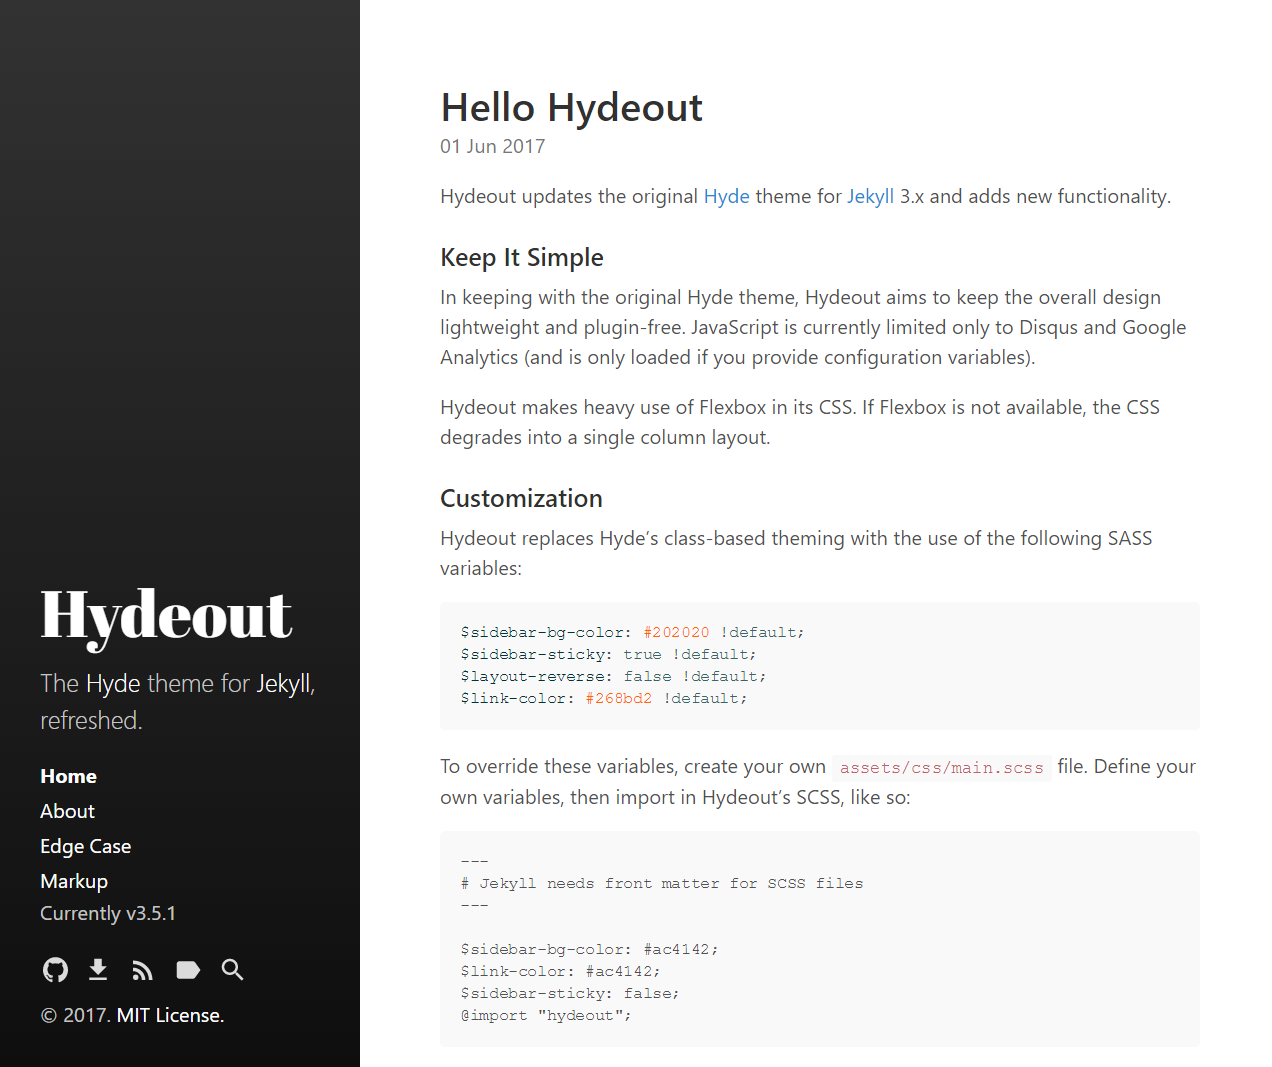 Hydeout
The Hyde theme for Jekyll,
refreshed.
Home
About
Edge Case
Markup
Currently v3.5.1
© 2017. MIT License.
Hello Hydeout
01 Jun 2017
Hydeout updates the original Hyde theme for Jekyll 3.x and adds new functionality.
Keep It Simple
In keeping with the original Hyde theme, Hydeout aims to keep the overall design
lightweight and plugin-free. JavaScript is currently limited only to Disqus and Google
Analytics (and is only loaded if you provide configuration variables).
Hydeout makes heavy use of Flexbox in its CSS. If Flexbox is not available, the CSS
degrades into a single column layout.
Customization
Hydeout replaces Hyde’s class-based theming with the use of the following SASS
variables:
$sidebar-bg-color: #202020 !default;
$sidebar-sticky: true !default;
$layout-reverse: false !default;
$link-color: #268bd2 !default;
To override these variables, create your own assets/css/main.scss file. Define your
own variables, then import in Hydeout’s SCSS, like so:
---
# Jekyll needs front matter for SCSS files
---
$sidebar-bg-color: #ac4142;
$link-color: #ac4142;
$sidebar-sticky: false;
@import "hydeout";